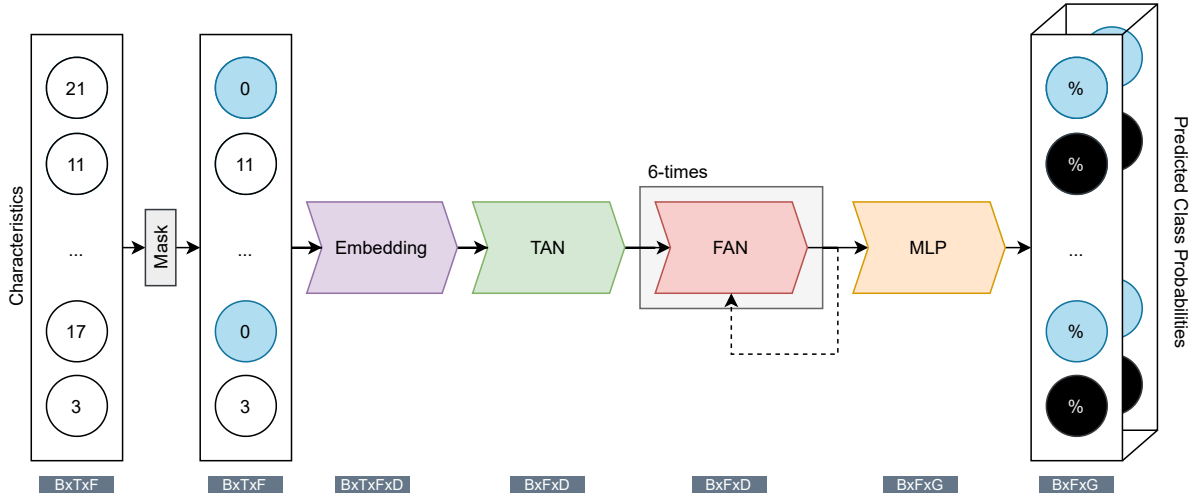 Characteristics
21
11
...
17
3
Mask
0
11
...
0
3
Embedding
TAN
6-times
FAN
MLP
%
%
...
%
%
Predicted Class Probabilities
BxTxF
BxTxF
BxTxFxD
BxFxD
BxFxD
BxFxG
BxFxG